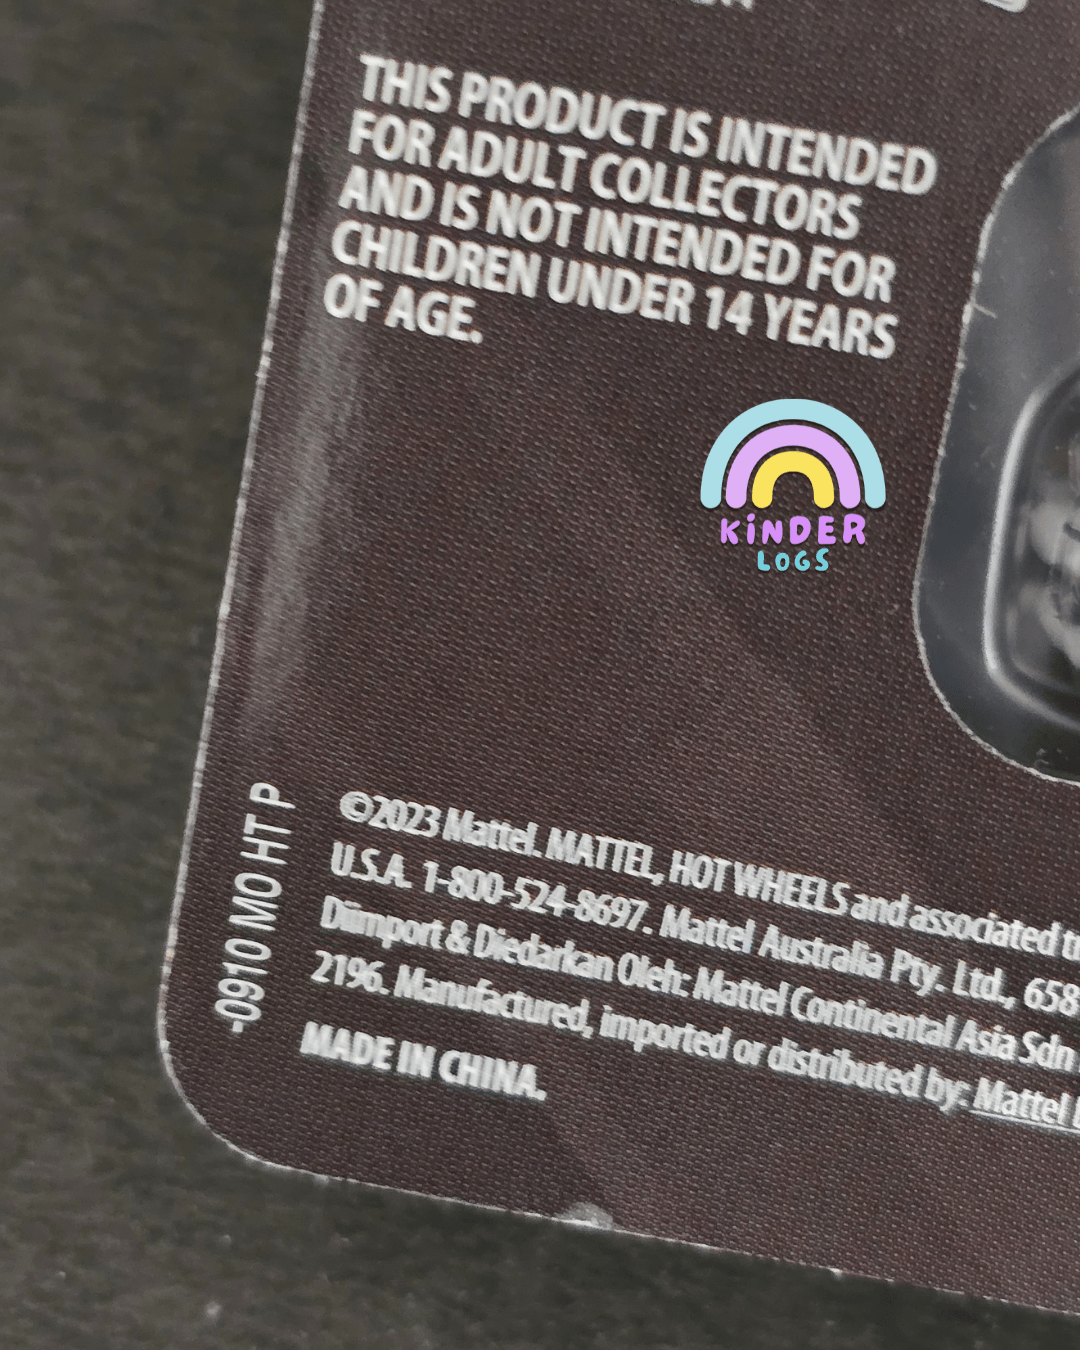 THIS PRODUCT IS INTENDED
FOR ADULT COLLECTORS
AND IS NOT INTENDED FOR
CHILDREN UNDER 14 YEARS
OF AGE.
KiNDER
LOGS
-0910 MO HT P
©2023 Mattel. MATTEL, HOT WHEELS and associated
U.S.A. 1-800-524-8697. Mattel Australia Pty. Ltd., 658
Diimport & Diedarkan Oleh: Mattel Continental Asia Sdn
2196. Manufactured, imported or distributed by: Mattel
MADE IN CHINA.